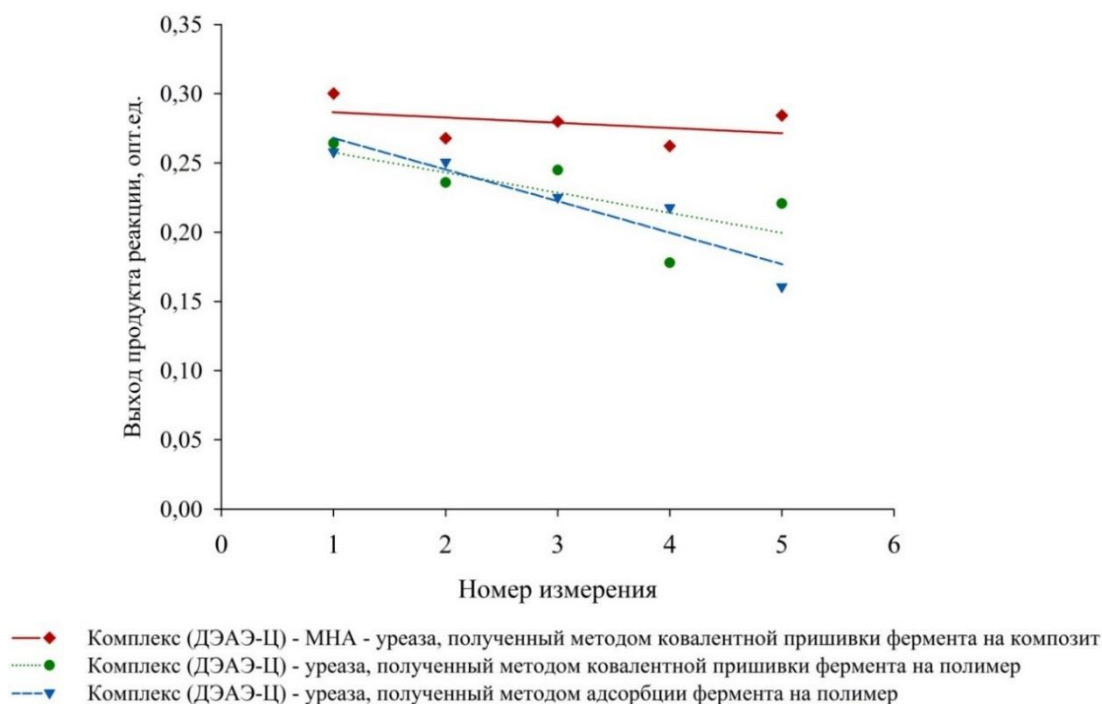 Выход продукта реакции, опт.ед.
0,35
0,30
0,25
0,20
0,15
0,10
0,05
0,00
0 1 2 3 4 5 6
Номер измерения
Комплекс (ДЭАЭ-Ц) - МНА - уреаза, полученный методом ковалентной пришивки фермента на композит
Комплекс (ДЭАЭ-Ц) - уреаза, полученный методом ковалентной пришивки фермента на полимер
Комплекс (ДЭАЭ-Ц) - уреаза, полученный методом адсорбции фермента на полимер